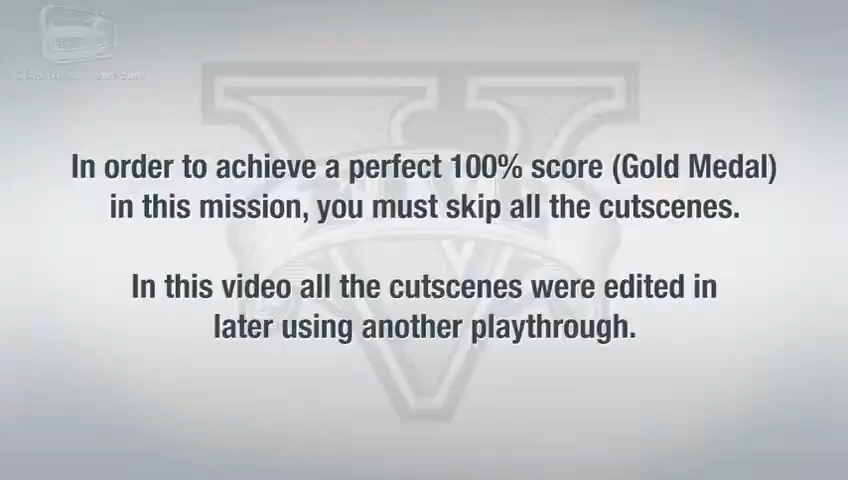 In order to achieve a perfect 100% score (Gold Medal)
in this mission, you must skip all the cutscenes.
In this video all the cutscenes were edited in
later using another playthrough.